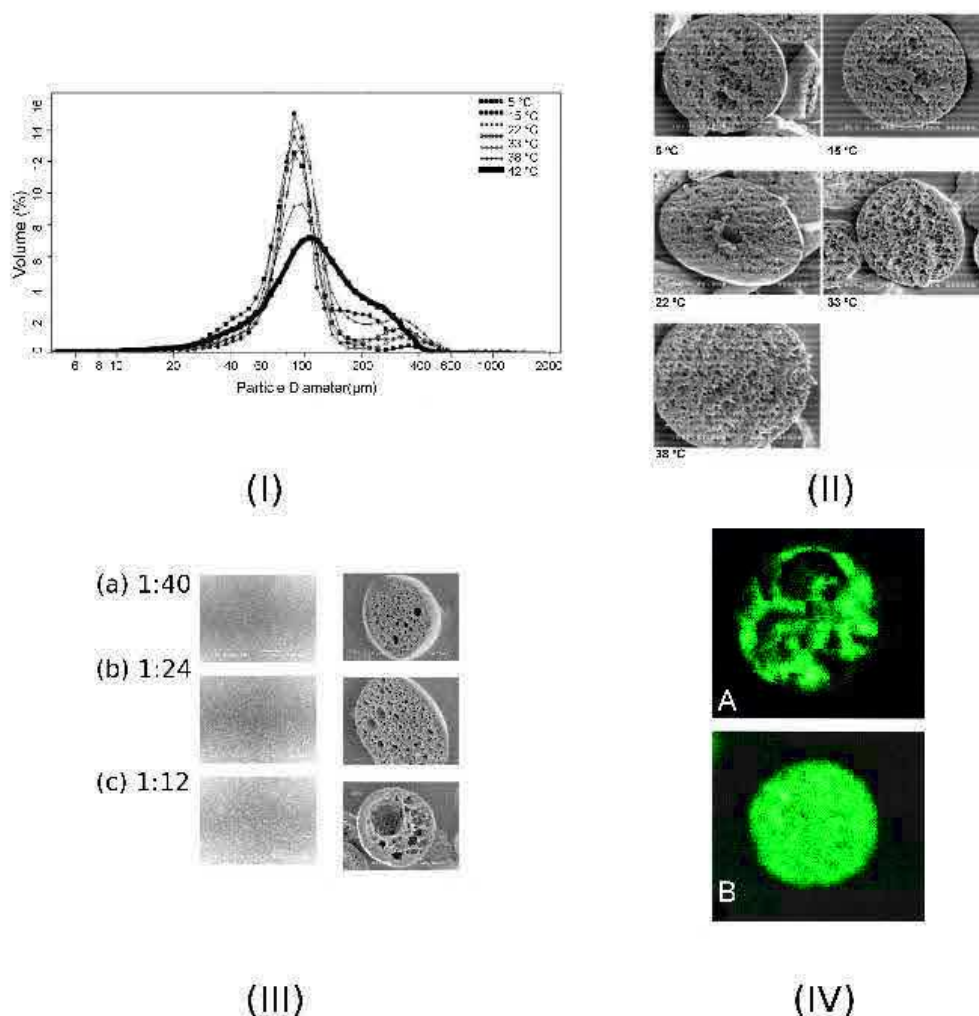 16
14
12
10
8
6
4
2
0
Volume (%)
5 °C
15 °C
22 °C
33 °C
38 °C
42 °C
6 8 10 20 40 60 100 200 400 600 1000 2000
Particle Diameter(µm)
(I)
5 °C
15 °C
22 °C
33 °C
38 °C
(II)
(a) 1:40
(b) 1:24
(c) 1:12
(III)
A
B
(IV)